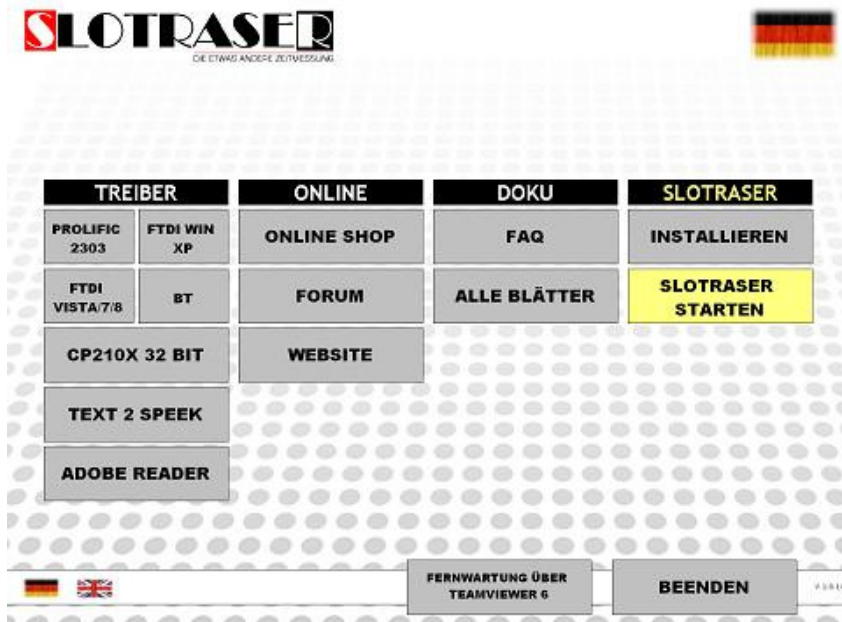 SLOTRASER
DIE ETWAS ANDERE ZEITMESSUNG
TREIBER
PROLIFIC
2303
FTDI WIN
XP
FTDI
VISTA/7/8
BT
CP210X 32 BIT
TEXT 2 SPEEK
ADOBE READER
ONLINE
ONLINE SHOP
FORUM
WEBSITE
DOKU
FAQ
ALLE BLÄTTER
SLOTRASER
INSTALLIEREN
SLOTRASER
STARTEN
FERNWARTUNG ÜBER
TEAMVIEWER 6
BEENDEN